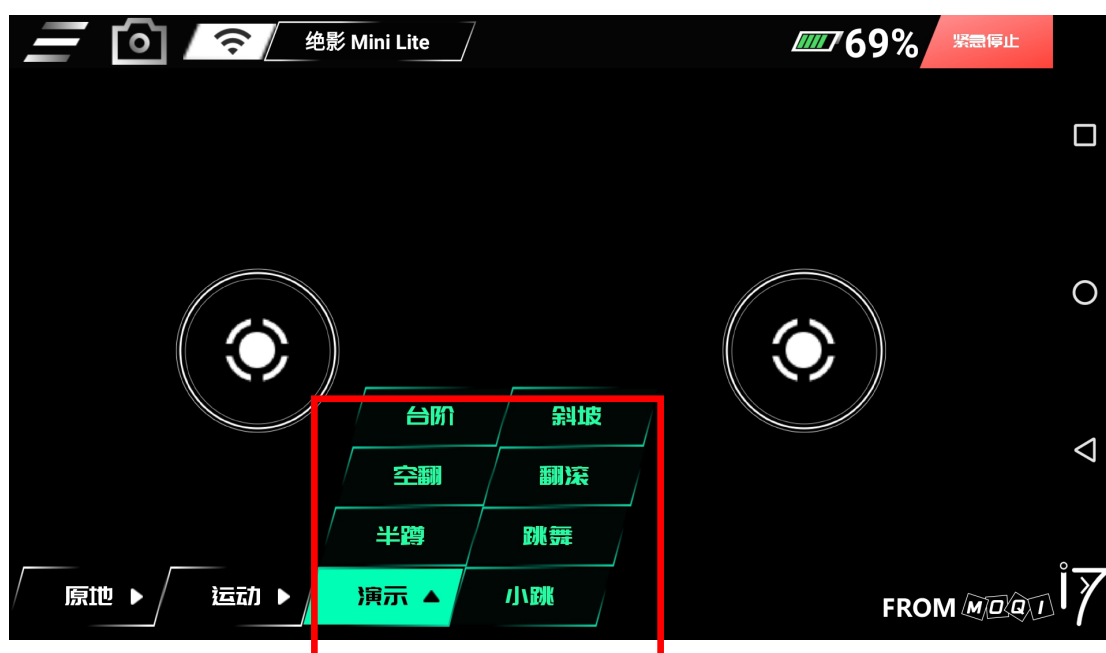 绝影 Mini Lite
69%
紧急停止
台阶 斜坡
空翻 翻滚
半蹲 跳舞
原地 运动 演示 小跳
FROM MOQI i7